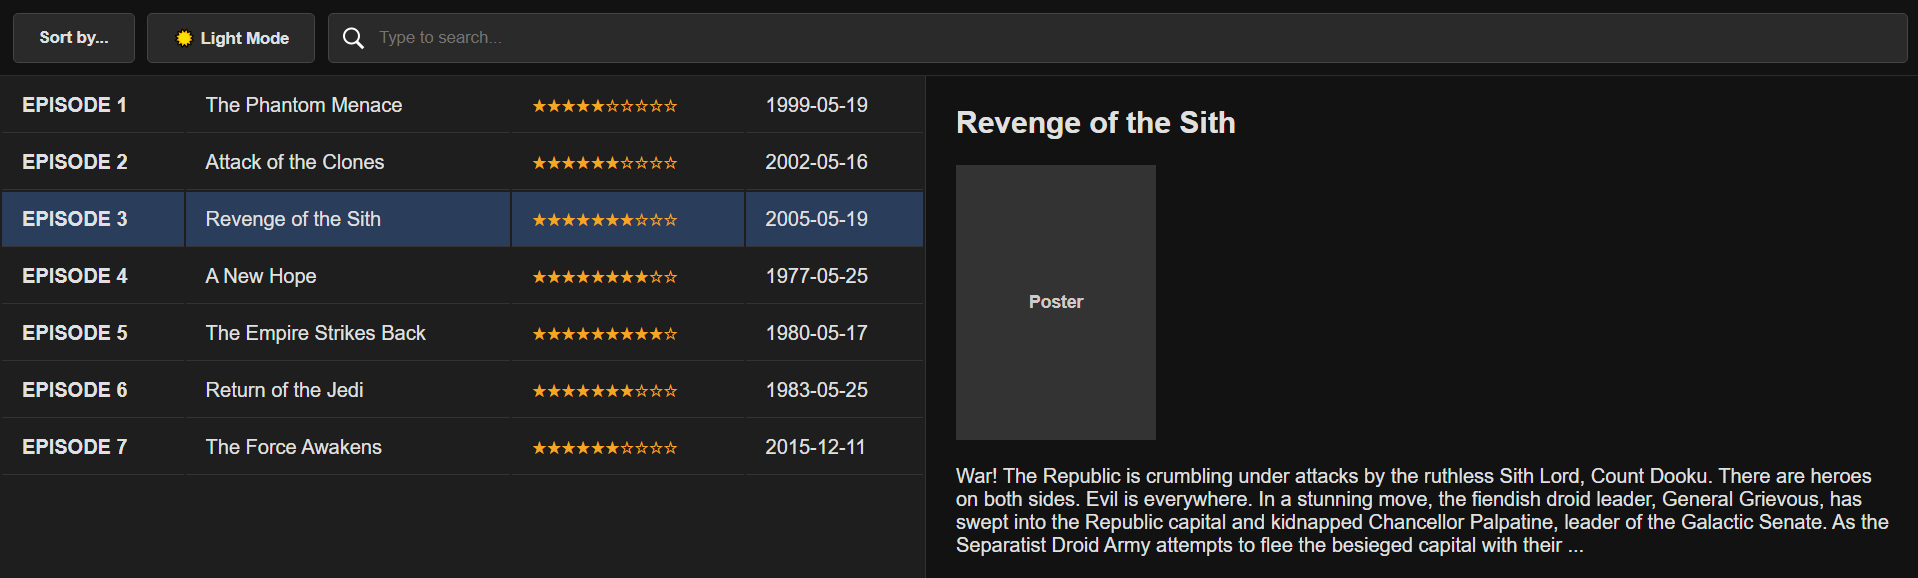 Sort by...
Light Mode
Type to search...
EPISODE 1 The Phantom Menace ★★★★★☆☆☆☆☆ 1999-05-19
EPISODE 2 Attack of the Clones ★★★★★★☆☆☆☆ 2002-05-16
EPISODE 3 Revenge of the Sith ★★★★★★★☆☆☆ 2005-05-19
EPISODE 4 A New Hope ★★★★★★★★☆☆ 1977-05-25
EPISODE 5 The Empire Strikes Back ★★★★★★★★★☆ 1980-05-17
EPISODE 6 Return of the Jedi ★★★★★★★☆☆☆ 1983-05-25
EPISODE 7 The Force Awakens ★★★★★★☆☆☆☆ 2015-12-11
Revenge of the Sith
Poster
War! The Republic is crumbling under attacks by the ruthless Sith Lord, Count Dooku. There are heroes
on both sides. Evil is everywhere. In a stunning move, the fiendish droid leader, General Grievous, has
swept into the Republic capital and kidnapped Chancellor Palpatine, leader of the Galactic Senate. As the
Separatist Droid Army attempts to flee the besieged capital with their ...